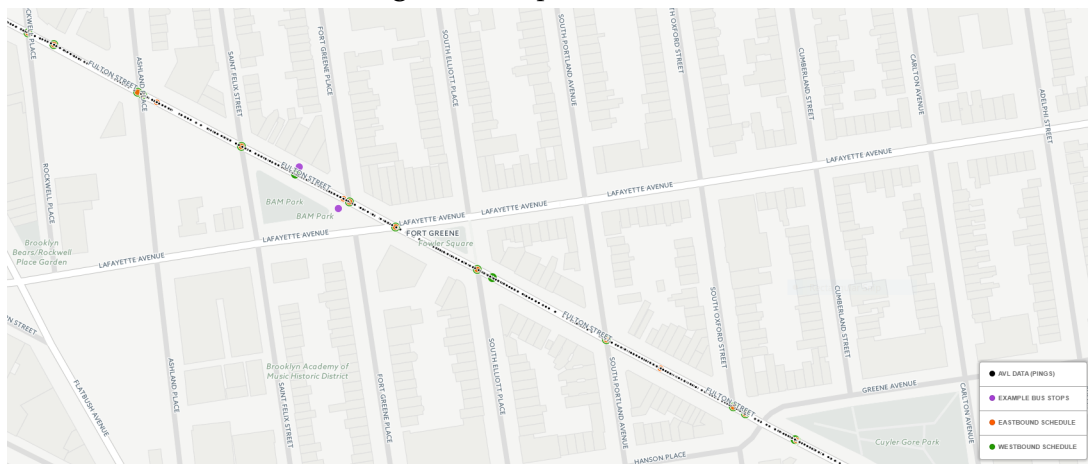 ROCKWELL PLACE
FULTON STREET
ASHLAND PLACE
SAINT FELIX STREET
FORT GREENE PLACE
SOUTH ELLIOTT PLACE
SOUTH PORTLAND AVENUE
SOUTH OXFORD STREET
CUMBERLAND STREET
CARLTON AVENUE
ADELPHI STREET
LAFAYETTE AVENUE
FULTON STREET
ROCKWELL PLACE
BAM Park
BAM Park
LAFAYETTE AVENUE
LAFAYETTE AVENUE
LAFAYETTE AVENUE
LAFAYETTE AVENUE
FORT GREENE
Fowler Square
Brooklyn
Bears/Rockwell
Place Garden
LAFAYETTE AVENUE
FULTON STREET
SOUTH OXFORD STREET
CUMBERLAND STREET
FLATBUSH AVENUE
ASHLAND PLACE
Brooklyn Academy of
Music Historic District
SAINT FELIX STREET
FORT GREENE PLACE
SOUTH ELLIOTT PLACE
SOUTH PORTLAND AVENUE
FULTON STREET
GREENE AVENUE
CARLTON AVENUE
HANSON PLACE
Cuyler Gore Park
AVL DATA (PINGS)
EXAMPLE BUS STOPS
EASTBOUND SCHEDULE
WESTBOUND SCHEDULE